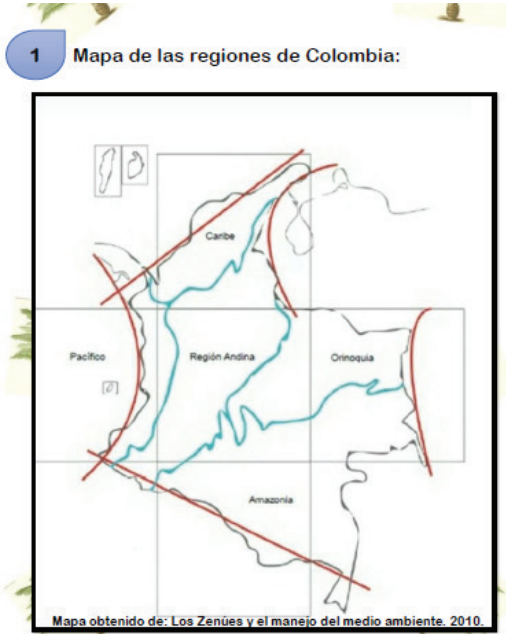 1
Mapa de las regiones de Colombia:
Caribe
Pacífico
Región Andina
Orinoquia
Amazonía
Mapa obtenido de: Los Zenúes y el manejo del medio ambiente. 2010.